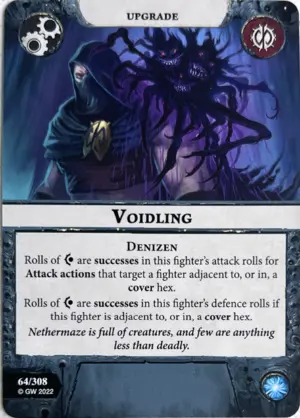 UPGRADE
VOIDLING
DENIZEN
Rolls of are successes in this fighter's attack rolls for
Attack actions that target a fighter adjacent to, or in, a
cover hex.
Rolls of are successes in this fighter's defence rolls if
this fighter is adjacent to, or in, a cover hex.
Nethermaze is full of creatures, and few are anything
less than deadly.
64/308
© GW 2022